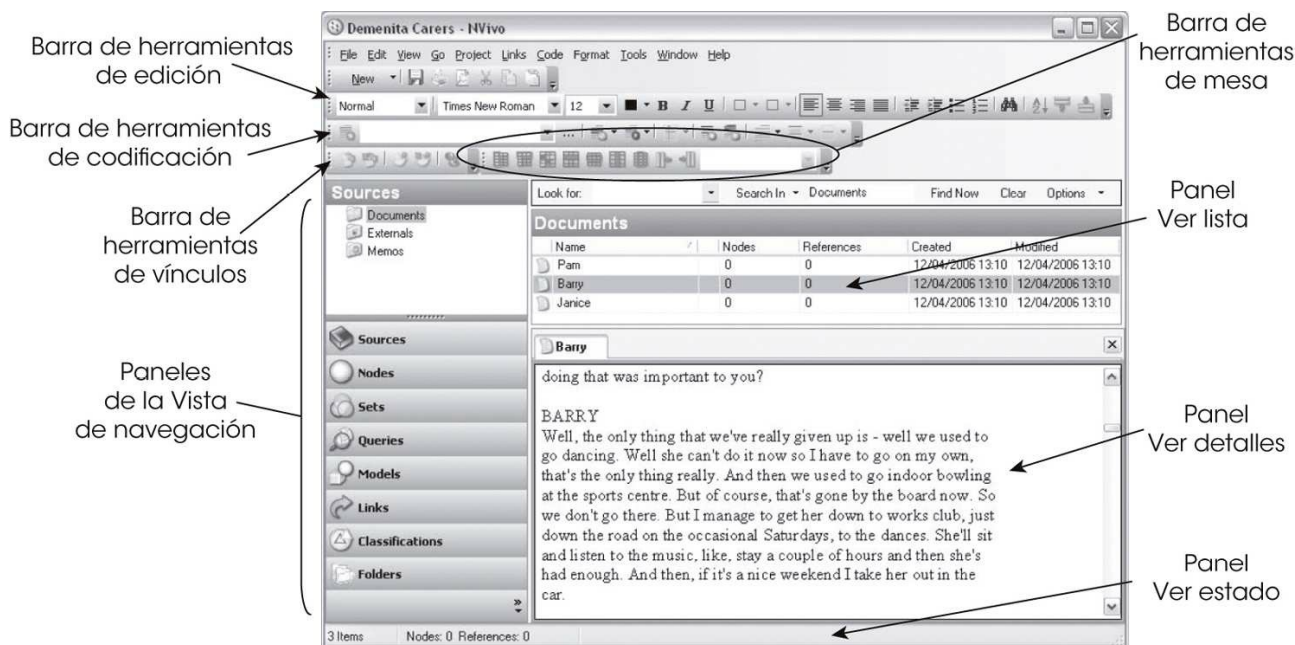 Barra de herramientas
de edición
Barra de herramientas
de codificación
Barra de
herramientas
de vínculos
Paneles
de la Vista
de navegación
Demenita Carers - NVivo
File Edit View Go Project Links Code Format Tools Window Help
New
Normal Times New Roman 12 B I U
Sources
Documents
Externals
Memos
Sources
Nodes
Sets
Queries
Models
Links
Classifications
Folders
Look for: Search In Documents Find Now Clear Options
Documents
Name Nodes References Created Modified
Pam 0 0 12/04/2006 13:10 12/04/2006 13:10
Barry 0 0 12/04/2006 13:10 12/04/2006 13:10
Janice 0 0 12/04/2006 13:10 12/04/2006 13:10
Barry
doing that was important to you?
BARRY
Well, the only thing that we've really given up is - well we used to
go dancing. Well she can't do it now so I have to go on my own,
that's the only thing really. And then we used to go indoor bowling
at the sports centre. But of course, that's gone by the board now. So
we don't go there. But I manage to get her down to works club, just
down the road on the occasional Saturdays, to the dances. She'll sit
and listen to the music, like, stay a couple of hours and then she's
had enough. And then, if it's a nice weekend I take her out in the
car.
3 Items Nodes: 0 References: 0
Barra de
herramientas
de mesa
Panel
Ver lista
Panel
Ver detalles
Panel
Ver estado